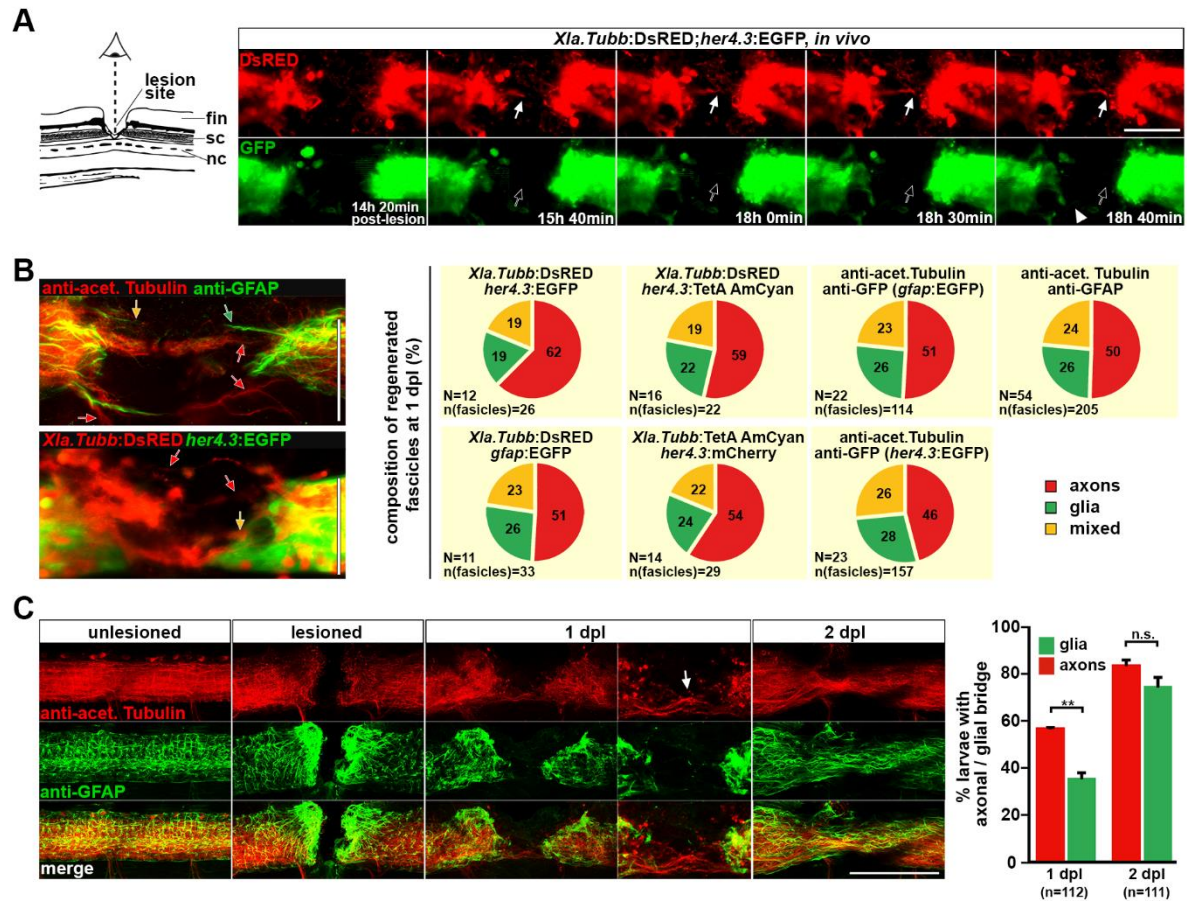 A
lesion
site
fin
sc
nc
Xla.Tubb:DsRED;her4.3:EGFP, in vivo
DsRED
GFP
14h 20min
post-lesion
15h 40min
18h 0min
18h 30min
18h 40min
B
anti-acet. Tubulin anti-GFAP
Xla.Tubb:DsRED her4.3:EGFP
composition of regenerated
fascicles at 1 dpl (%)
Xla.Tubb:DsRED
her4.3:EGFP
19
19
62
N=12
n(fasicles)=26
Xla.Tubb:DsRED
her4.3:TetA AmCyan
19
22
59
N=16
n(fasicles)=22
anti-acet.Tubulin
anti-GFP (gfap:EGFP)
23
26
51
N=22
n(fasicles)=114
anti-acet. Tubulin
anti-GFAP
24
26
50
N=54
n(fasicles)=205
Xla.Tubb:DsRED
gfap:EGFP
23
26
51
N=11
n(fasicles)=33
Xla.Tubb:TetA AmCyan
her4.3:mCherry
22
24
54
N=14
n(fasicles)=29
anti-acet.Tubulin
anti-GFP (her4.3:EGFP)
26
28
46
N=23
n(fasicles)=157
axons
glia
mixed
C
unlesioned
lesioned
1 dpl
2 dpl
anti-acet. Tubulin
anti-GFAP
merge
% larvae with
axonal / glial bridge
100
80
60
40
20
0
glia
axons
**
n.s.
1 dpl
(n=112)
2 dpl
(n=111)